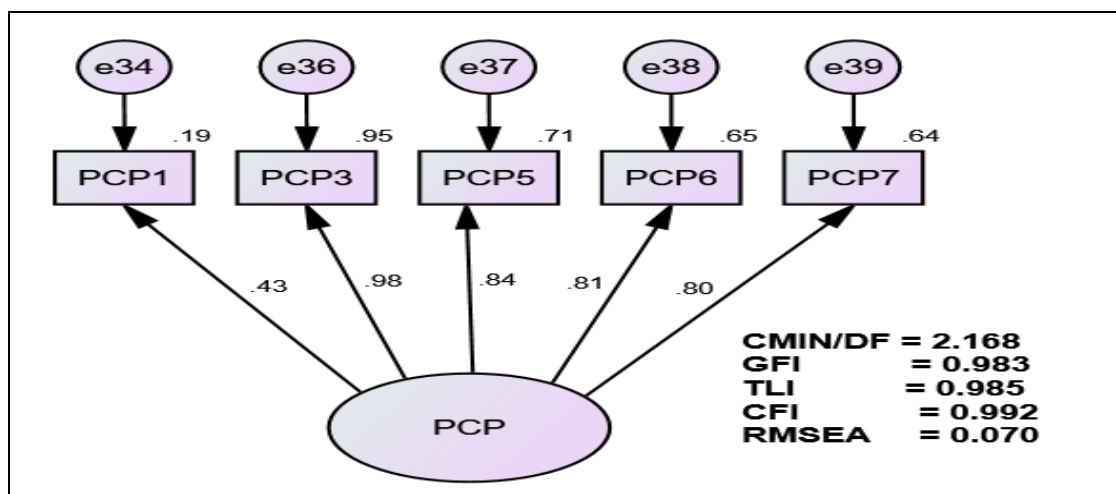 e34 e36 e37 e38 e39
.19 .95 .71 .65 .64
PCP1 PCP3 PCP5 PCP6 PCP7
.43 .98 .84 .81 .80
PCP
CMIN/DF = 2.168
GFI = 0.983
TLI = 0.985
CFI = 0.992
RMSEA = 0.070